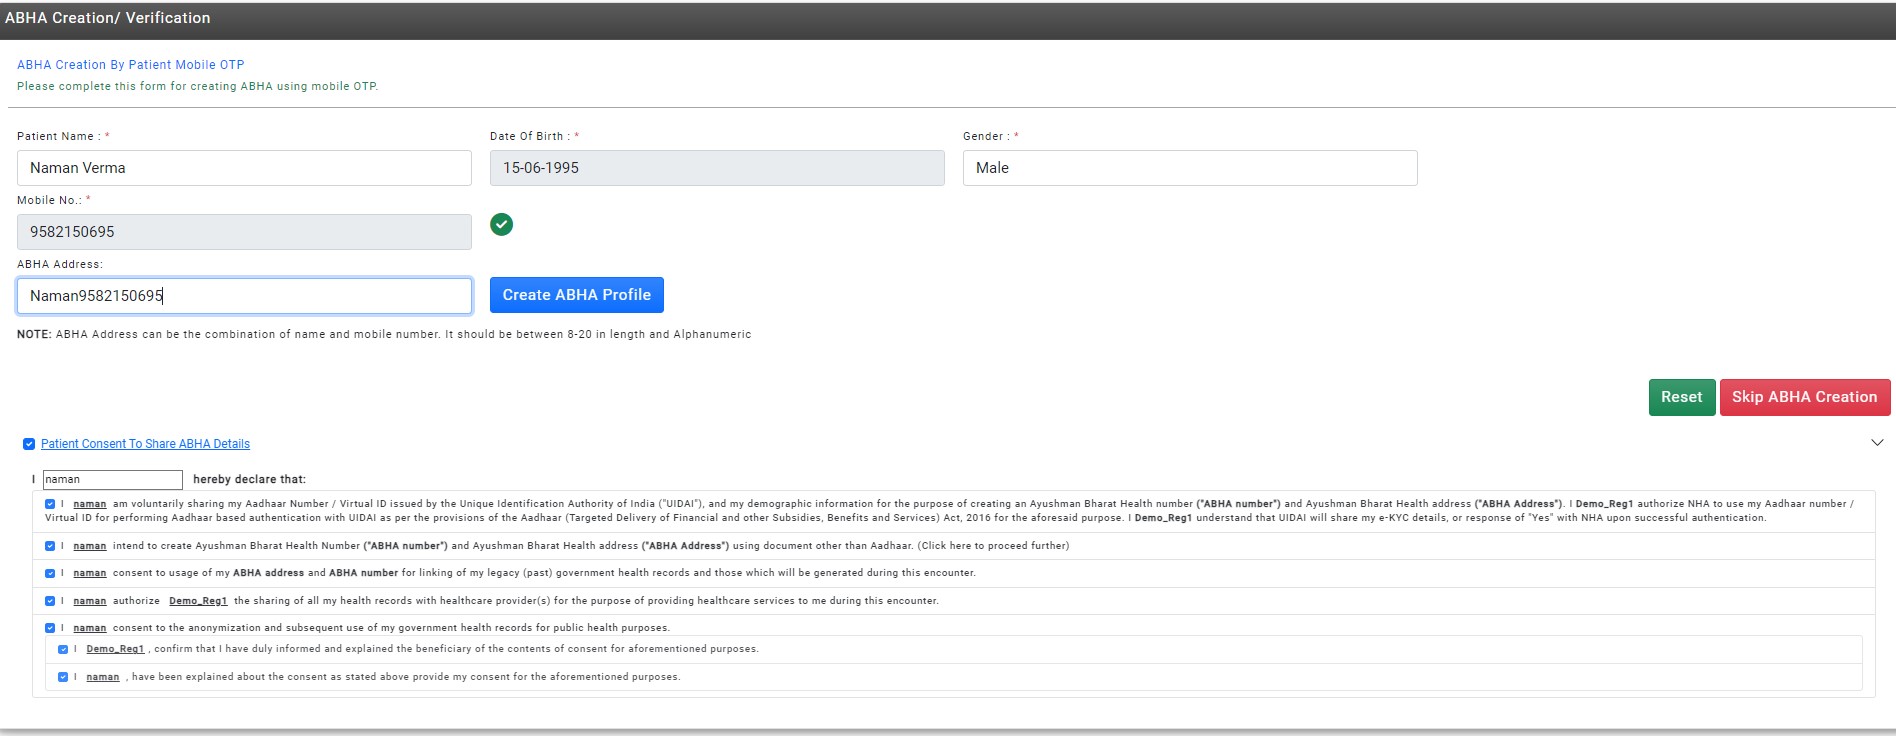 ABHA Creation/ Verification
ABHA Creation By Patient Mobile OTP
Please complete this form for creating ABHA using mobile OTP.
Patient Name : * Date Of Birth : * Gender : *
Naman Verma 15-06-1995 Male
Mobile No.: *
9582150695
ABHA Address:
Naman9582150695 Create ABHA Profile
NOTE: ABHA Address can be the combination of name and mobile number. It should be between 8-20 in length and Alphanumeric
Reset Skip ABHA Creation
Patient Consent To Share ABHA Details
I naman hereby declare that:
I naman am voluntarily sharing my Aadhaar Number / Virtual ID issued by the Unique Identification Authority of India ("UIDAI"), and my demographic information for the purpose of creating an Ayushman Bharat Health number ("ABHA number") and Ayushman Bharat Health address ("ABHA Address"). I Demo_Reg1 authorize NHA to use my Aadhaar number /
Virtual ID for performing Aadhaar based authentication with UIDAI as per the provisions of the Aadhaar (Targeted Delivery of Financial and other Subsidies, Benefits and Services) Act, 2016 for the aforesaid purpose. I Demo_Reg1 understand that UIDAI will share my e-KYC details, or response of "Yes" with NHA upon successful authentication.
I naman intend to create Ayushman Bharat Health Number ("ABHA number") and Ayushman Bharat Health address ("ABHA Address") using document other than Aadhaar. (Click here to proceed further)
I naman consent to usage of my ABHA address and ABHA number for linking of my legacy (past) government health records and those which will be generated during this encounter.
I naman authorize Demo_Reg1 the sharing of all my health records with healthcare provider(s) for the purpose of providing healthcare services to me during this encounter.
I naman consent to the anonymization and subsequent use of my government health records for public health purposes.
I Demo_Reg1 , confirm that I have duly informed and explained the beneficiary of the contents of consent for aforementioned purposes.
I naman , have been explained about the consent as stated above provide my consent for the aforementioned purposes.